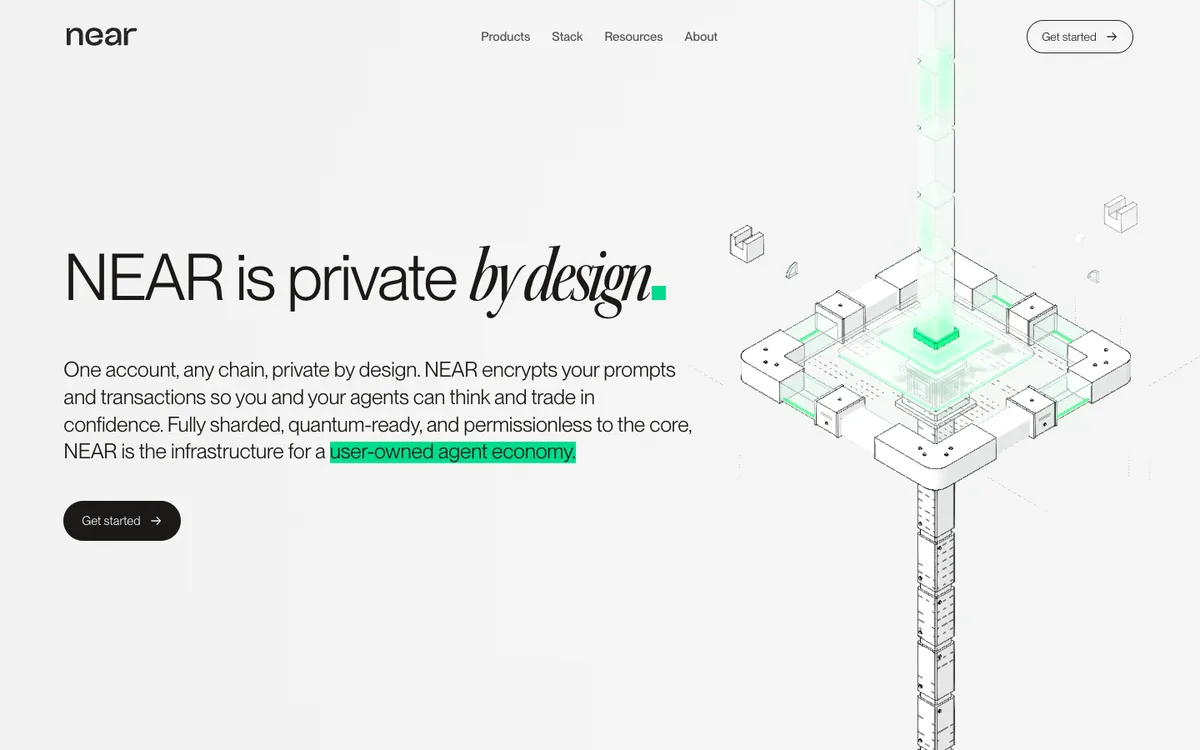 near
Products
Stack
Resources
About
Get started
NEAR is private by design.
One account, any chain, private by design. NEAR encrypts your prompts
and transactions so you and your agents can think and trade in
confidence. Fully sharded, quantum-ready, and permissionless to the core,
NEAR is the infrastructure for a user-owned agent economy.
Get started